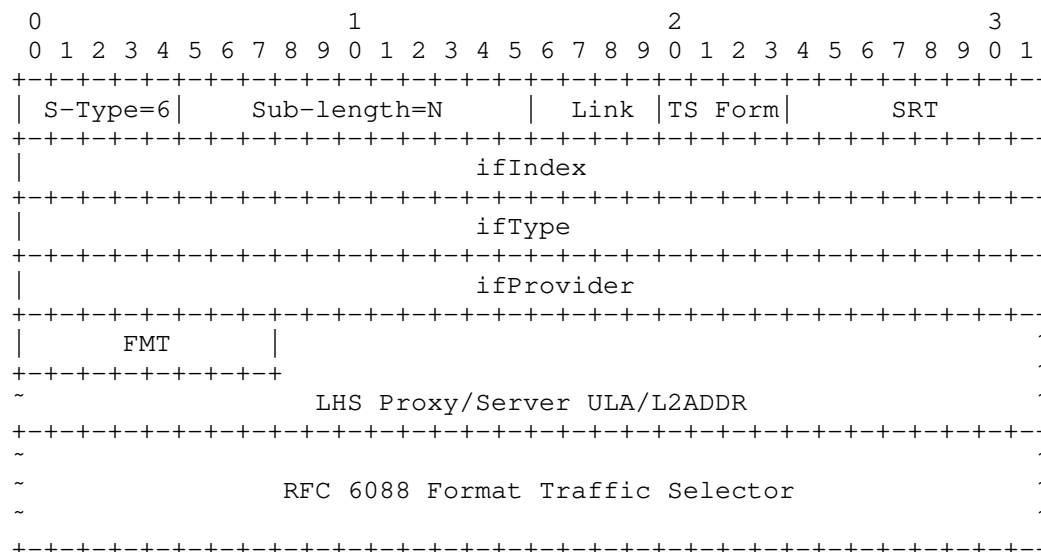 0                   1                   2                   3
0 1 2 3 4 5 6 7 8 9 0 1 2 3 4 5 6 7 8 9 0 1 2 3 4 5 6 7 8 9 0 1
+-+-+-+-+-+-+-+-+-+-+-+-+-+-+-+-+-+-+-+-+-+-+-+-+-+-+-+-+-+-+-+-
| S-Type=6| Sub-length=N | Link |TS Form| SRT
+-+-+-+-+-+-+-+-+-+-+-+-+-+-+-+-+-+-+-+-+-+-+-+-+-+-+-+-+-+-+-+-
| ifIndex
+-+-+-+-+-+-+-+-+-+-+-+-+-+-+-+-+-+-+-+-+-+-+-+-+-+-+-+-+-+-+-+-
| ifType
+-+-+-+-+-+-+-+-+-+-+-+-+-+-+-+-+-+-+-+-+-+-+-+-+-+-+-+-+-+-+-+-
| ifProvider
+-+-+-+-+-+-+-+-+-+-+-+-+-+-+-+-+-+-+-+-+-+-+-+-+-+-+-+-+-+-+-+-
| FMT | ~
+-+-+-+-+-+-+-+-+ ~
~ LHS Proxy/Server ULA/L2ADDR ~
+-+-+-+-+-+-+-+-+-+-+-+-+-+-+-+-+-+-+-+-+-+-+-+-+-+-+-+-+-+-+-+-
~ ~
~ RFC 6088 Format Traffic Selector ~
~ ~
+-+-+-+-+-+-+-+-+-+-+-+-+-+-+-+-+-+-+-+-+-+-+-+-+-+-+-+-+-+-+-+-